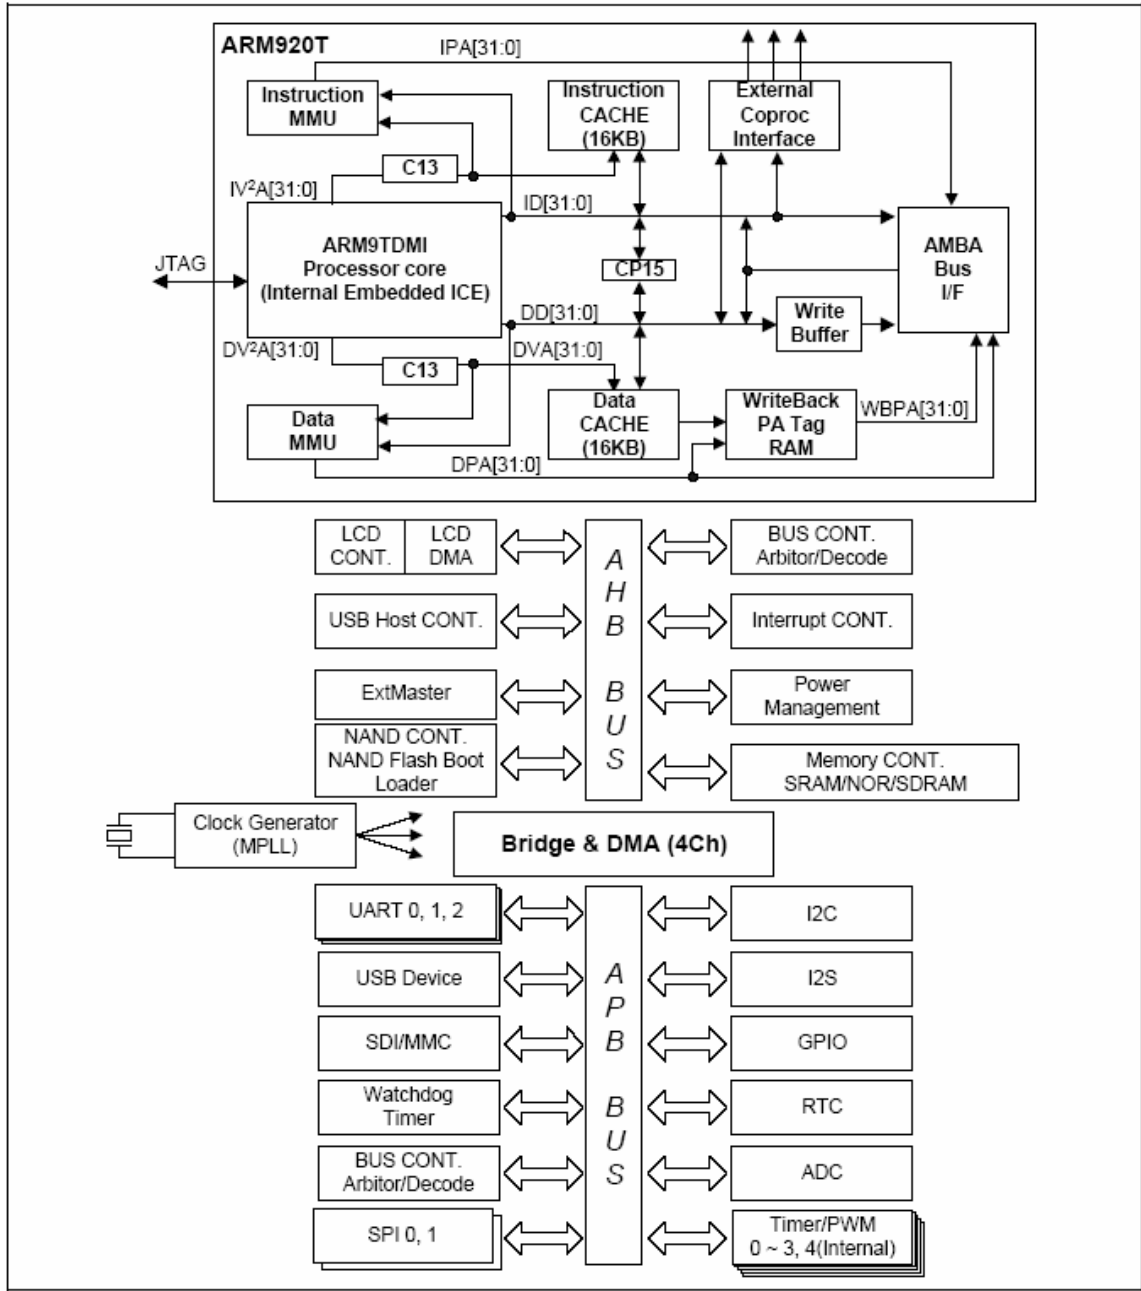 ARM920T
IPA[31:0]
Instruction
MMU
Instruction
CACHE
(16KB)
External
Coproc
Interface
C13
IV²A[31:0]
ID[31:0]
ARM9TDMI
Processor core
(Internal Embedded ICE)
JTAG
CP15
AMBA
Bus
I/F
DD[31:0]
Write
Buffer
DV²A[31:0]
DVA[31:0]
C13
Data
MMU
Data
CACHE
(16KB)
WriteBack
PA Tag
RAM
WBPA[31:0]
DPA[31:0]
LCD
CONT.
LCD
DMA
BUS CONT.
Arbitor/Decode
USB Host CONT.
Interrupt CONT.
ExtMaster
Power
Management
NAND CONT.
NAND Flash Boot
Loader
Memory CONT.
SRAM/NOR/SDRAM
AHB BUS
Clock Generator
(MPLL)
Bridge & DMA (4Ch)
UART 0, 1, 2
I2C
USB Device
I2S
SDI/MMC
GPIO
Watchdog
Timer
RTC
BUS CONT.
Arbitor/Decode
ADC
SPI 0, 1
Timer/PWM
0 ~ 3, 4(Internal)
APB BUS